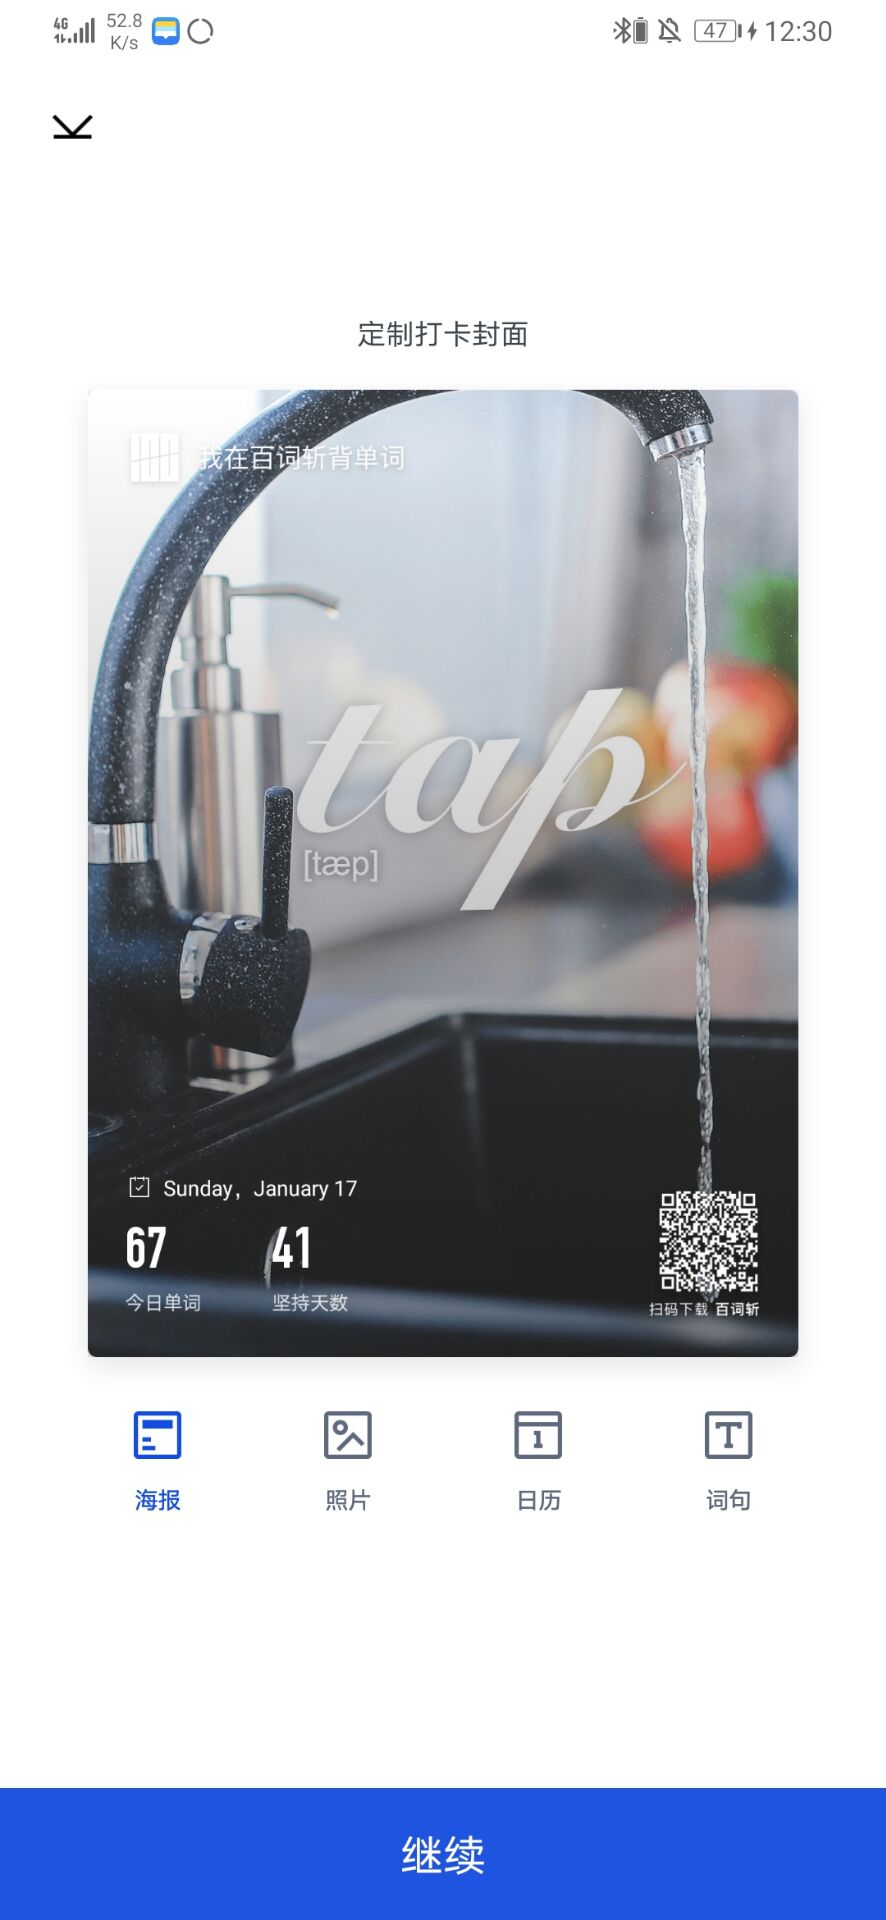 4G 52.8 K/s 47 12:30
定制打卡封面
我在百词斩背单词
tap
[tæp]
Sunday，January 17
67 41
今日单词 坚持天数
扫码下载 百词斩
海报 照片 日历 词句
继续